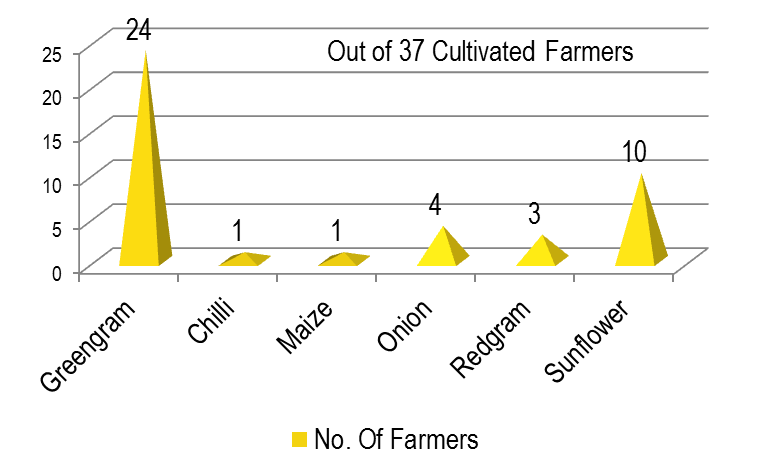 Out of 37 Cultivated Farmers
25
20
15
10
5
0
24
1
1
4
3
10
Greengram
Chilli
Maize
Onion
Redgram
Sunflower
No. Of Farmers